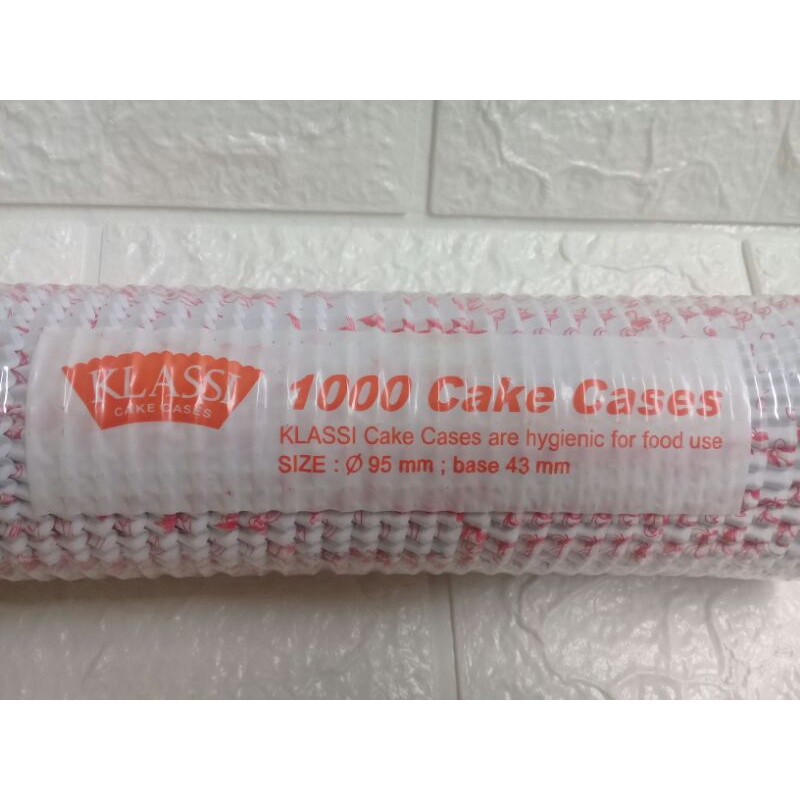 KLASSI
CAKE CASES
1000 Cake Cases
KLASSI Cake Cases are hygienic for food use
SIZE : Ø 95 mm ; base 43 mm